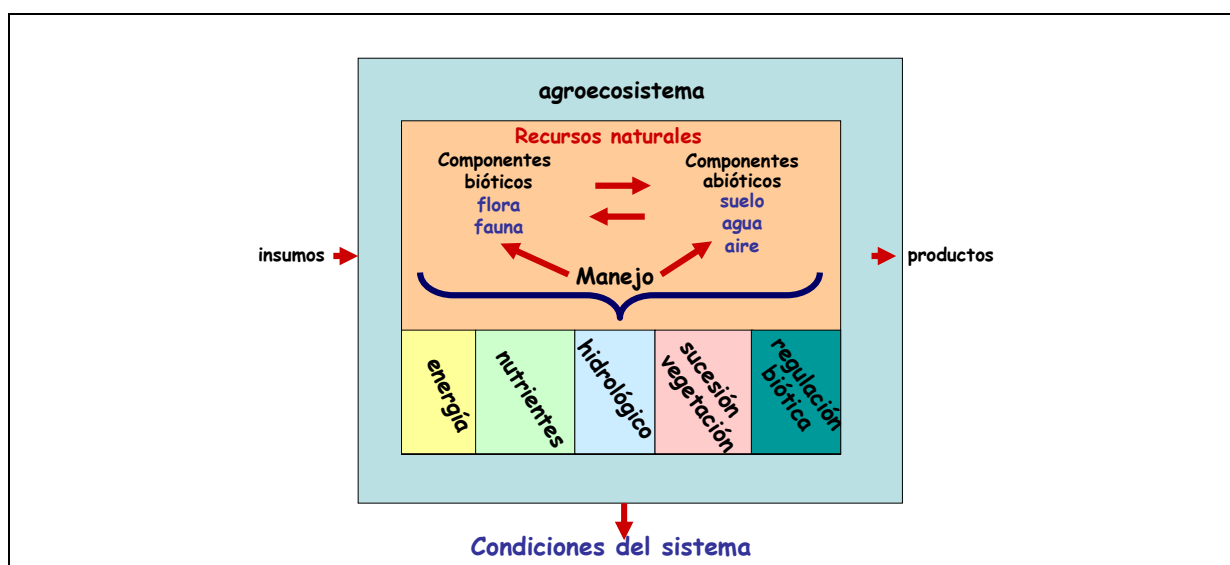 agroecosistema
Recursos naturales
Componentes
bióticos
flora
fauna
Componentes
abióticos
suelo
agua
aire
insumos
productos
Manejo
energía
nutrientes
hidrológico
sucesión
vegetación
regulación
biótica
Condiciones del sistema